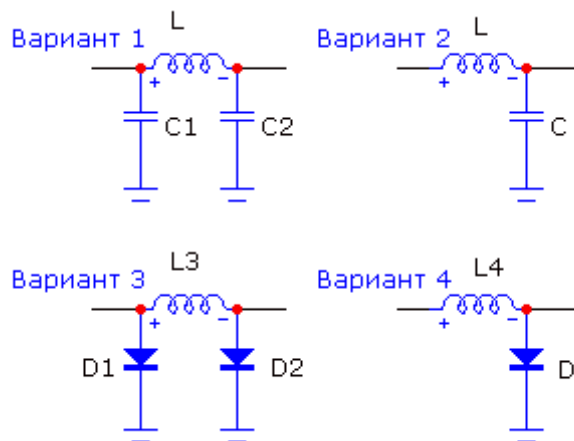 Вариант 1
L
+ -
C1
C2
Вариант 2
L
+ -
C
Вариант 3
L3
+ -
D1
D2
Вариант 4
L4
+ -
D